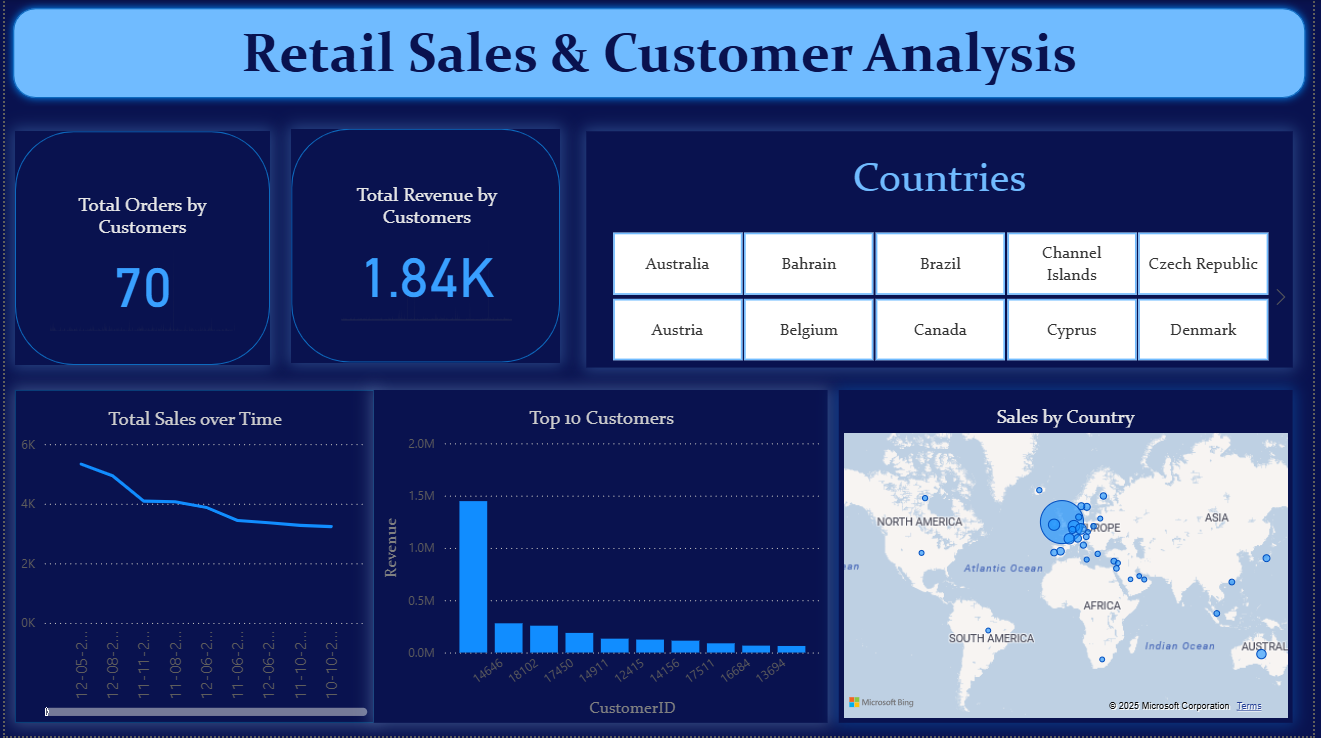 Retail Sales & Customer Analysis
Total Orders by
Customers
70
Total Revenue by
Customers
1.84K
Countries
Australia
Bahrain
Brazil
Channel
Islands
Czech Republic
Austria
Belgium
Canada
Cyprus
Denmark
Total Sales over Time
6K
4K
2K
0K
12-05-2...
12-08-2...
11-11-2...
11-08-2...
12-06-2...
11-06-2...
12-06-2...
11-10-2...
10-10-2...
Top 10 Customers
Revenue
2.0M
1.5M
1.0M
0.5M
0.0M
14646
18102
17450
14911
12415
14156
17511
16684
13694
CustomerID
Sales by Country
NORTH AMERICA
ROPE
ASIA
an
Atlantic Ocean
AFRICA
SOUTH AMERICA
Indian Ocean
AUSTRAL
Microsoft Bing
© 2025 Microsoft Corporation
Terms